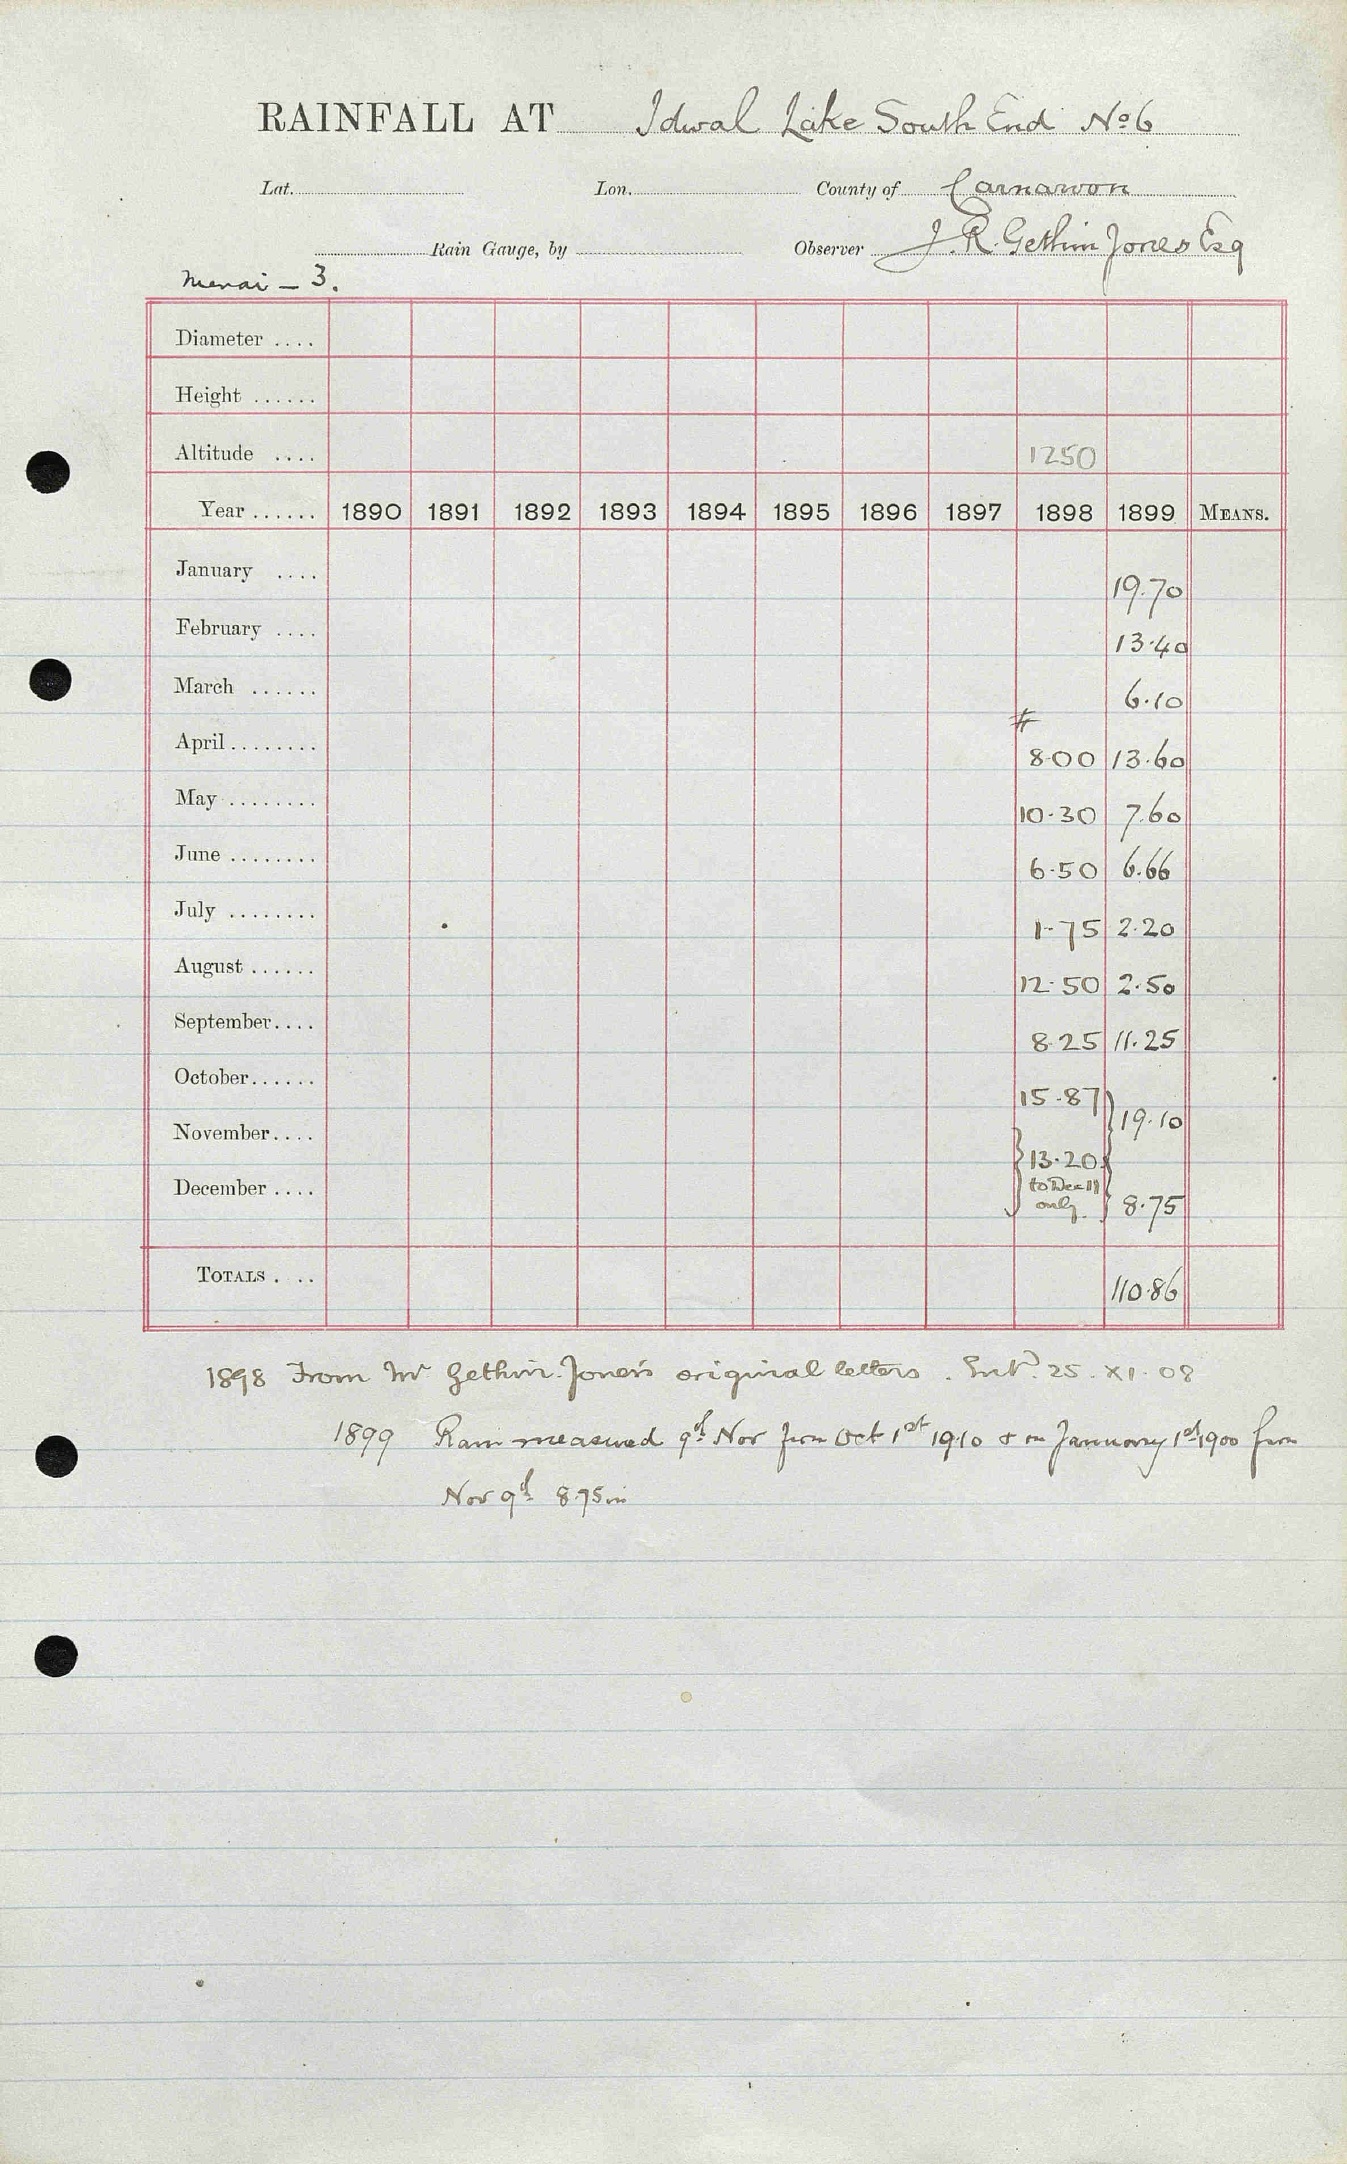 RAINFALL AT Idwal Lake South End No 6
Lat. Lon. County of Carnarvon
Rain Gauge, by Observer J. R. Gethin Jones Esq
Menai – 3.
Diameter ....
Height ......
Altitude .... 1250
Year ...... 1890 1891 1892 1893 1894 1895 1896 1897 1898 1899 MEANS.
January .... 19.70
February .... 13.40
March ...... 6.10
#
April ........ 8.00 13.60
May ........ 10.30 7.60
June ........ 6.50 6.66
July ........ 1.75 2.20
August ...... 12.50 2.50
September.... 8.25 11.25
October...... 15.87 } 19.10
November.... } 13.20
December .... to Dec 11 only 8.75
TOTALS . .. 110.86
1898 From Mr Gethin Jones's original letters. Entd. 25. XI. 08
1899 Rain measured 9th Nov from Oct 1st 19.10 & on January 1st 1900 from
Nov 9th 8.75 in